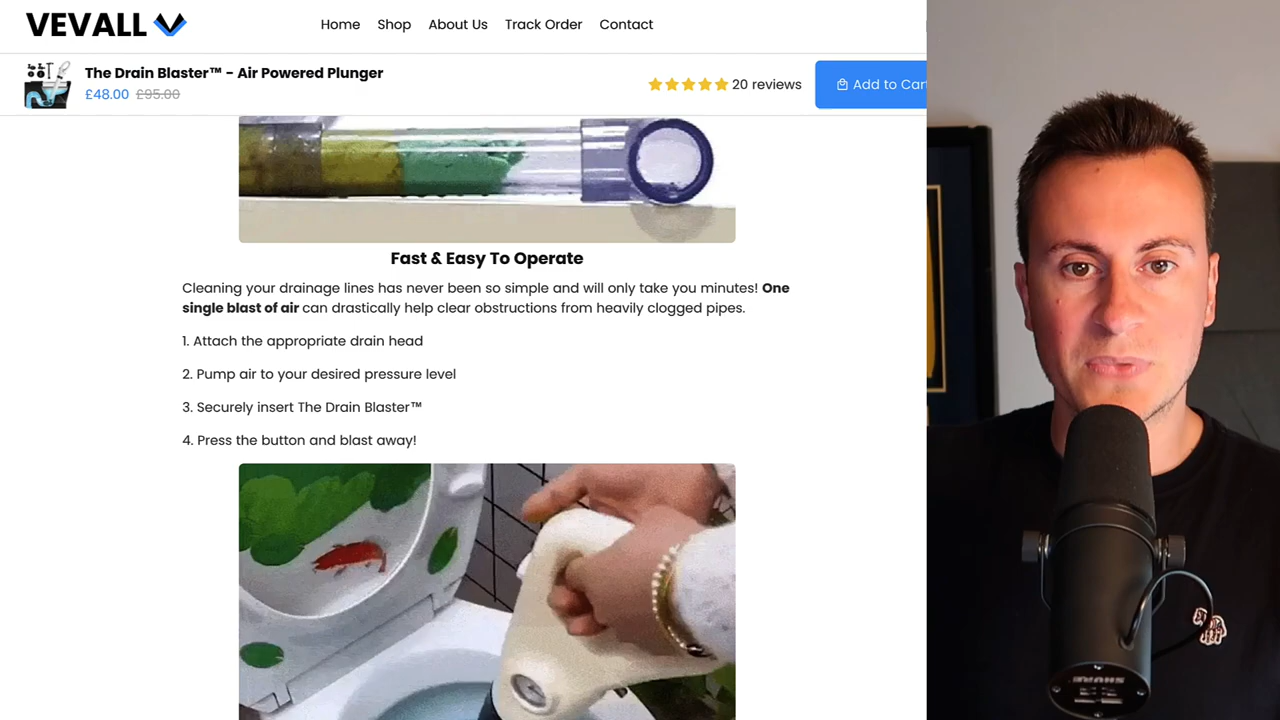 VEVALL
Home Shop About Us Track Order Contact
The Drain Blaster™ – Air Powered Plunger
£48.00 £95.00
20 reviews
Add to Cart
Fast & Easy To Operate
Cleaning your drainage lines has never been so simple and will only take you minutes! One
single blast of air can drastically help clear obstructions from heavily clogged pipes.
1. Attach the appropriate drain head
2. Pump air to your desired pressure level
3. Securely insert The Drain Blaster™
4. Press the button and blast away!